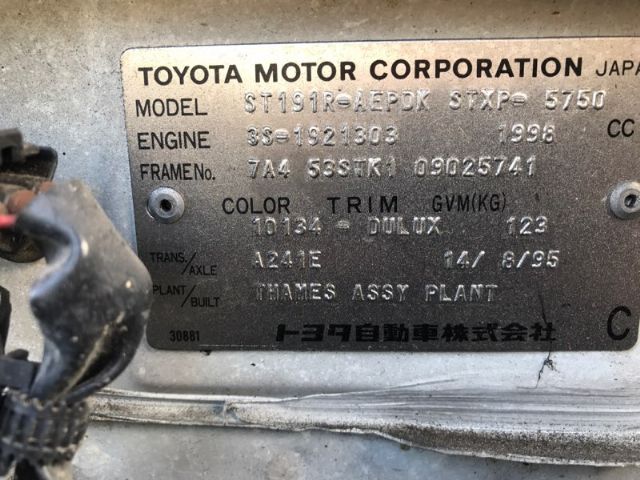 TOYOTA MOTOR CORPORATION JAPA
MODEL ST191R-AEPDK STXP- 5750
ENGINE 3S-1921303 1998 CC
FRAME No. 7A4 53STK1 09025741
COLOR TRIM GVM(KG)
10134 - DULUX 123
TRANS./AXLE A241E 14/ 8/95
PLANT/BUILT THAMES ASSY PLANT
30881 トヨタ自動車株式会社 C